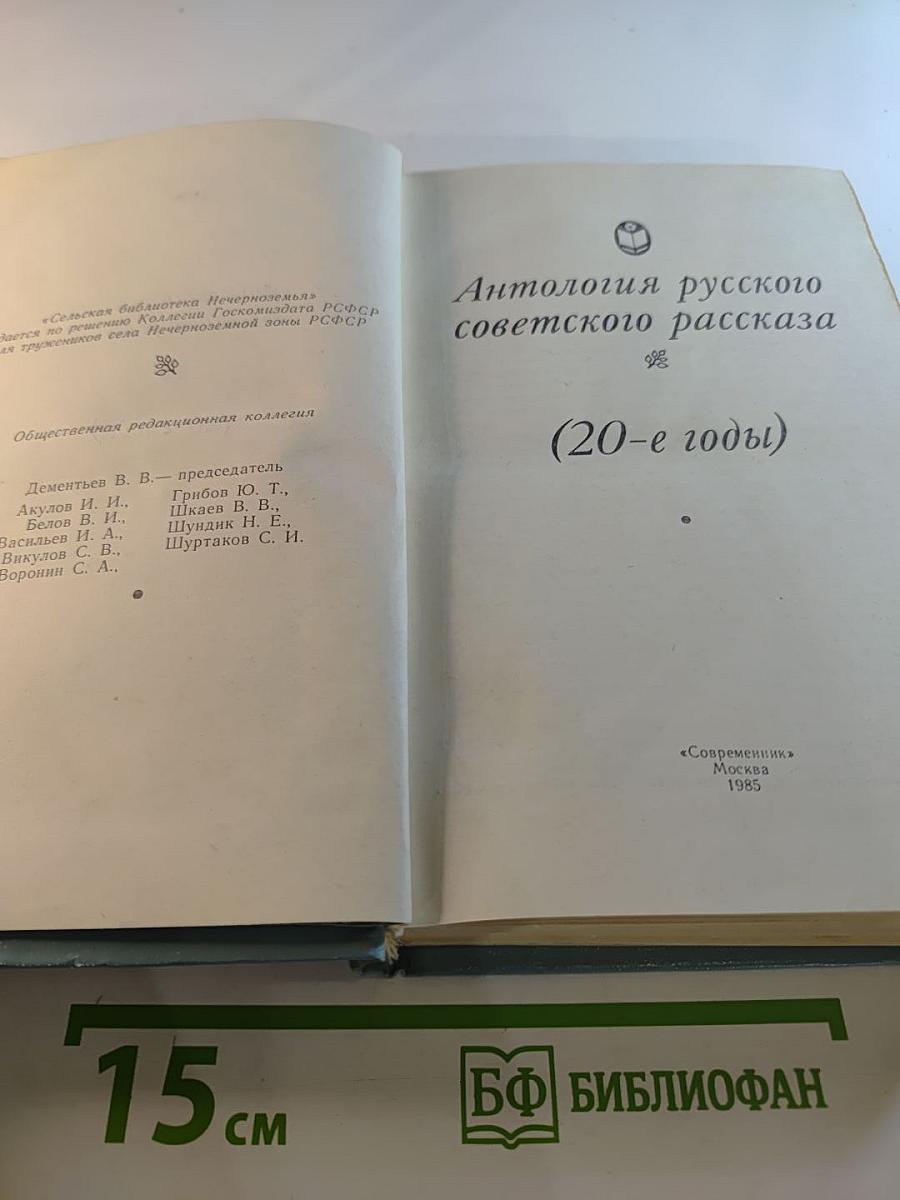 «Сельская библиотека Нечерноземья»
дается по решению Коллегии Госкомиздата РСФСР
ля тружеников села Нечерноземной зоны РСФСР
Общественная редакционная коллегия
Дементьев В. В.— председатель
Акулов И. И.,
Белов В. И.,
Васильев И. А.,
Викулов С. В.,
Воронин С. А.,
Грибов Ю. Т.,
Шкаев В. В.,
Шундик Н. Е.,
Шуртаков С. И.
Антология русского
советского рассказа
(20-е годы)
«Современник»
Москва
1985
15 см
БФ БИБЛИОФАН